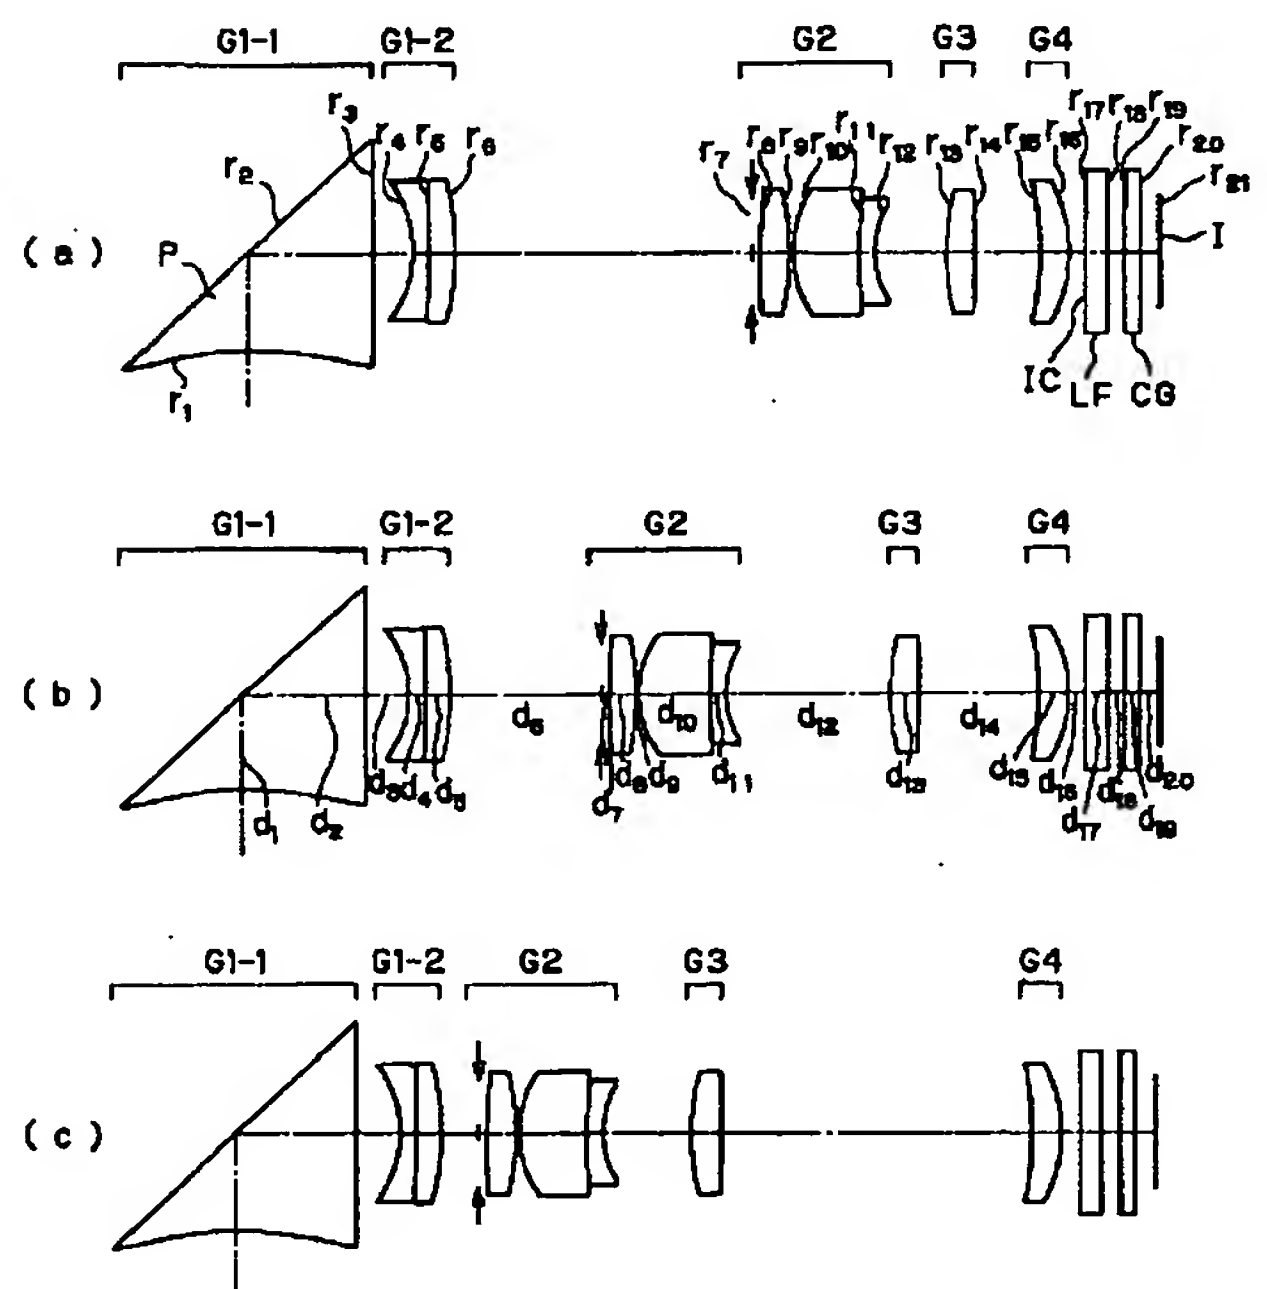 G1-1 G1-2 G2 G3 G4
r3 r4 r5 r6 r7 r8 r9 r10 r11 r12 r13 r14 r15 r16 r17 r18 r19 r20 r21
r2
(a) P I
r1 IC LF CG
G1-1 G1-2 G2 G3 G4
(b)
d6 d10 d12 d14
d1 d2 d3 d4 d5 d7 d8 d9 d11 d13 d15 d16 d17 d18 d19 d20
G1-1 G1-2 G2 G3 G4
(c)